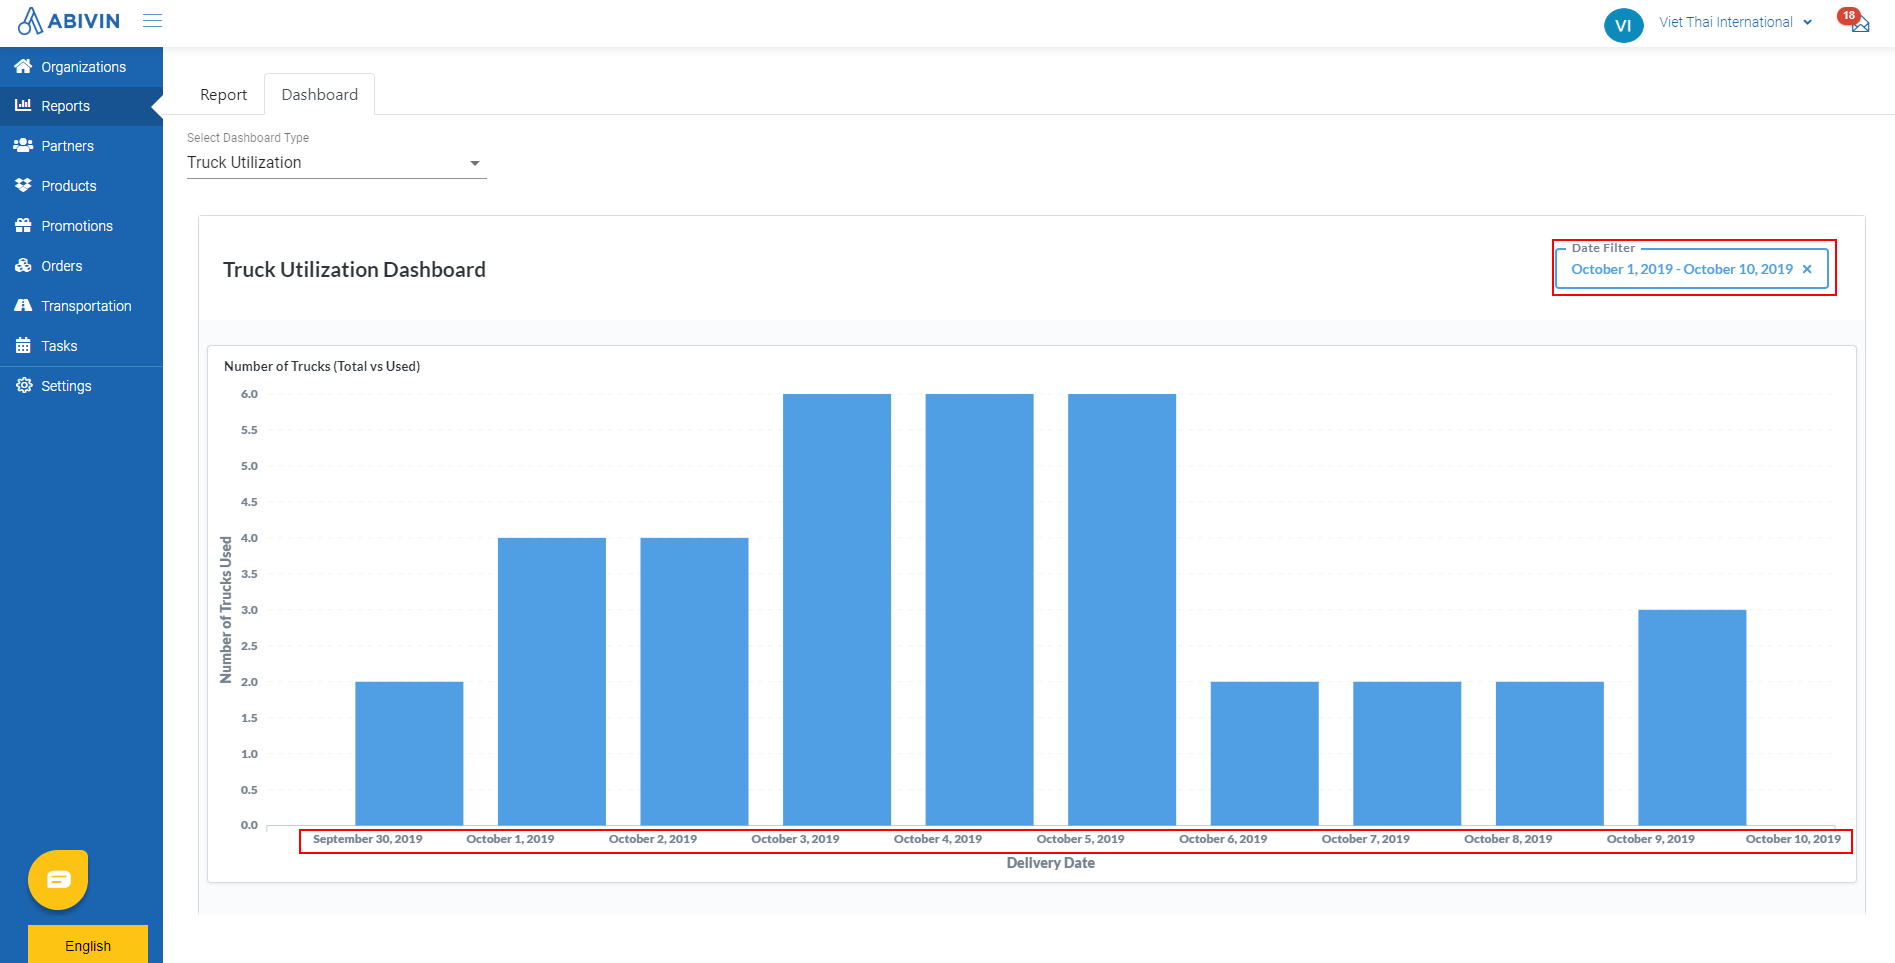 ABIVIN
VI
Viet Thai International
18
Organizations
Reports
Partners
Products
Promotions
Orders
Transportation
Tasks
Settings
English
Report
Dashboard
Select Dashboard Type
Truck Utilization
Truck Utilization Dashboard
Date Filter
October 1, 2019 - October 10, 2019 ×
Number of Trucks (Total vs Used)
Number of Trucks Used
6.0
5.5
5.0
4.5
4.0
3.5
3.0
2.5
2.0
1.5
1.0
0.5
0.0
September 30, 2019 October 1, 2019 October 2, 2019 October 3, 2019 October 4, 2019 October 5, 2019 October 6, 2019 October 7, 2019 October 8, 2019 October 9, 2019 October 10, 2019
Delivery Date